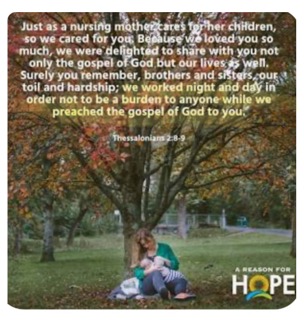 Just as a nursing mother cares for her children,
so we cared for you. Because we loved you so
much, we were delighted to share with you not
only the gospel of God but our lives as well.
Surely you remember, brothers and sisters, our
toil and hardship; we worked night and day in
order not to be a burden to anyone while we
preached the gospel of God to you.
Thessalonians 2:8-9
A REASON FOR
HOPE